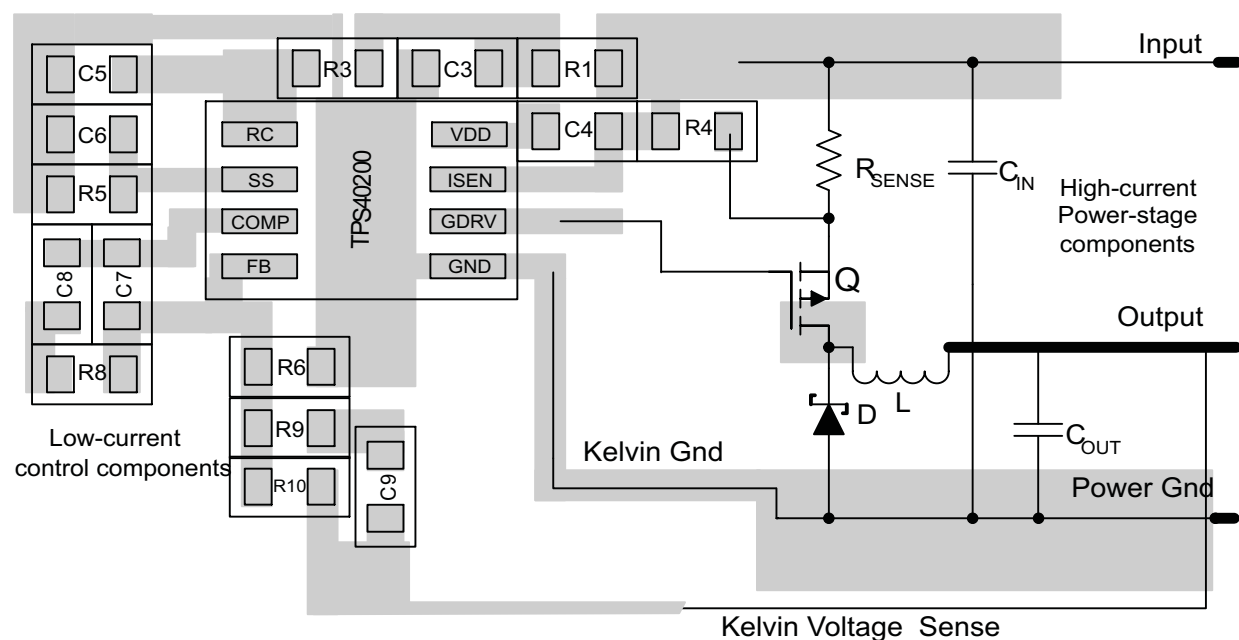 Input
C5
R3
C3
R1
C6
RC
VDD
C4
R4
TPS40200
R5
SS
ISEN
RSENSE
CIN
High-current
Power-stage
components
COMP
GDRV
C8
C7
FB
GND
Q
Output
R8
R6
D
L
Low-current
control components
R9
Kelvin Gnd
COUT
R10
C9
Power Gnd
Kelvin Voltage Sense